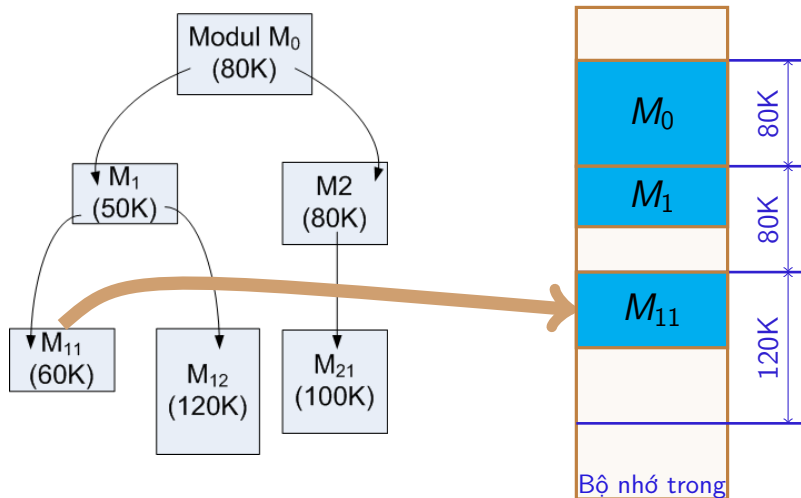 Modul M₀
(80K)
M₁
(50K)
M2
(80K)
M₁₁
(60K)
M₁₂
(120K)
M₂₁
(100K)
M₀
M₁
M₁₁
80K
80K
120K
Bộ nhớ trong